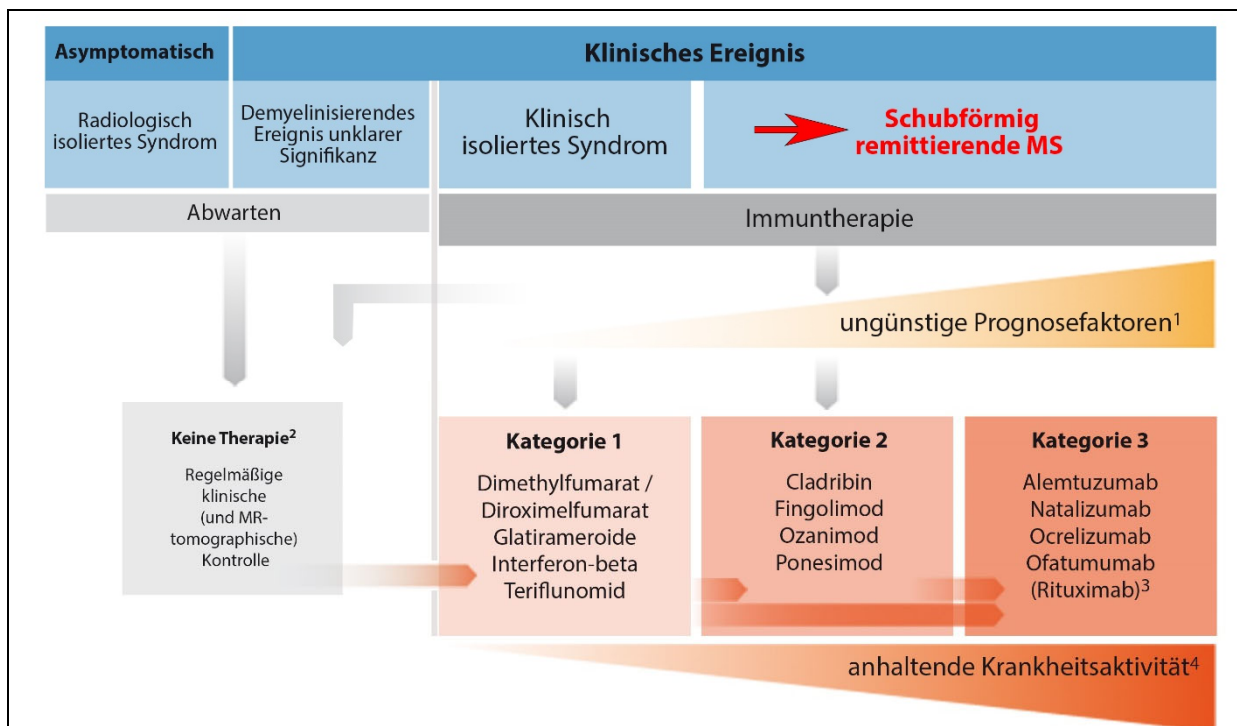 Asymptomatisch
Klinisches Ereignis
Radiologisch
isoliertes Syndrom
Demyelinisierendes
Ereignis unklarer
Signifikanz
Klinisch
isoliertes Syndrom
Schubförmig
remittierende MS
Abwarten
Immuntherapie
ungünstige Prognosefaktoren¹
Keine Therapie²
Regelmäßige
klinische
(und MR-
tomographische)
Kontrolle
Kategorie 1
Dimethylfumarat /
Diroximelfumarat
Glatirameroide
Interferon-beta
Teriflunomid
Kategorie 2
Cladribin
Fingolimod
Ozanimod
Ponesimod
Kategorie 3
Alemtuzumab
Natalizumab
Ocrelizumab
Ofatumumab
(Rituximab)³
anhaltende Krankheitsaktivität⁴